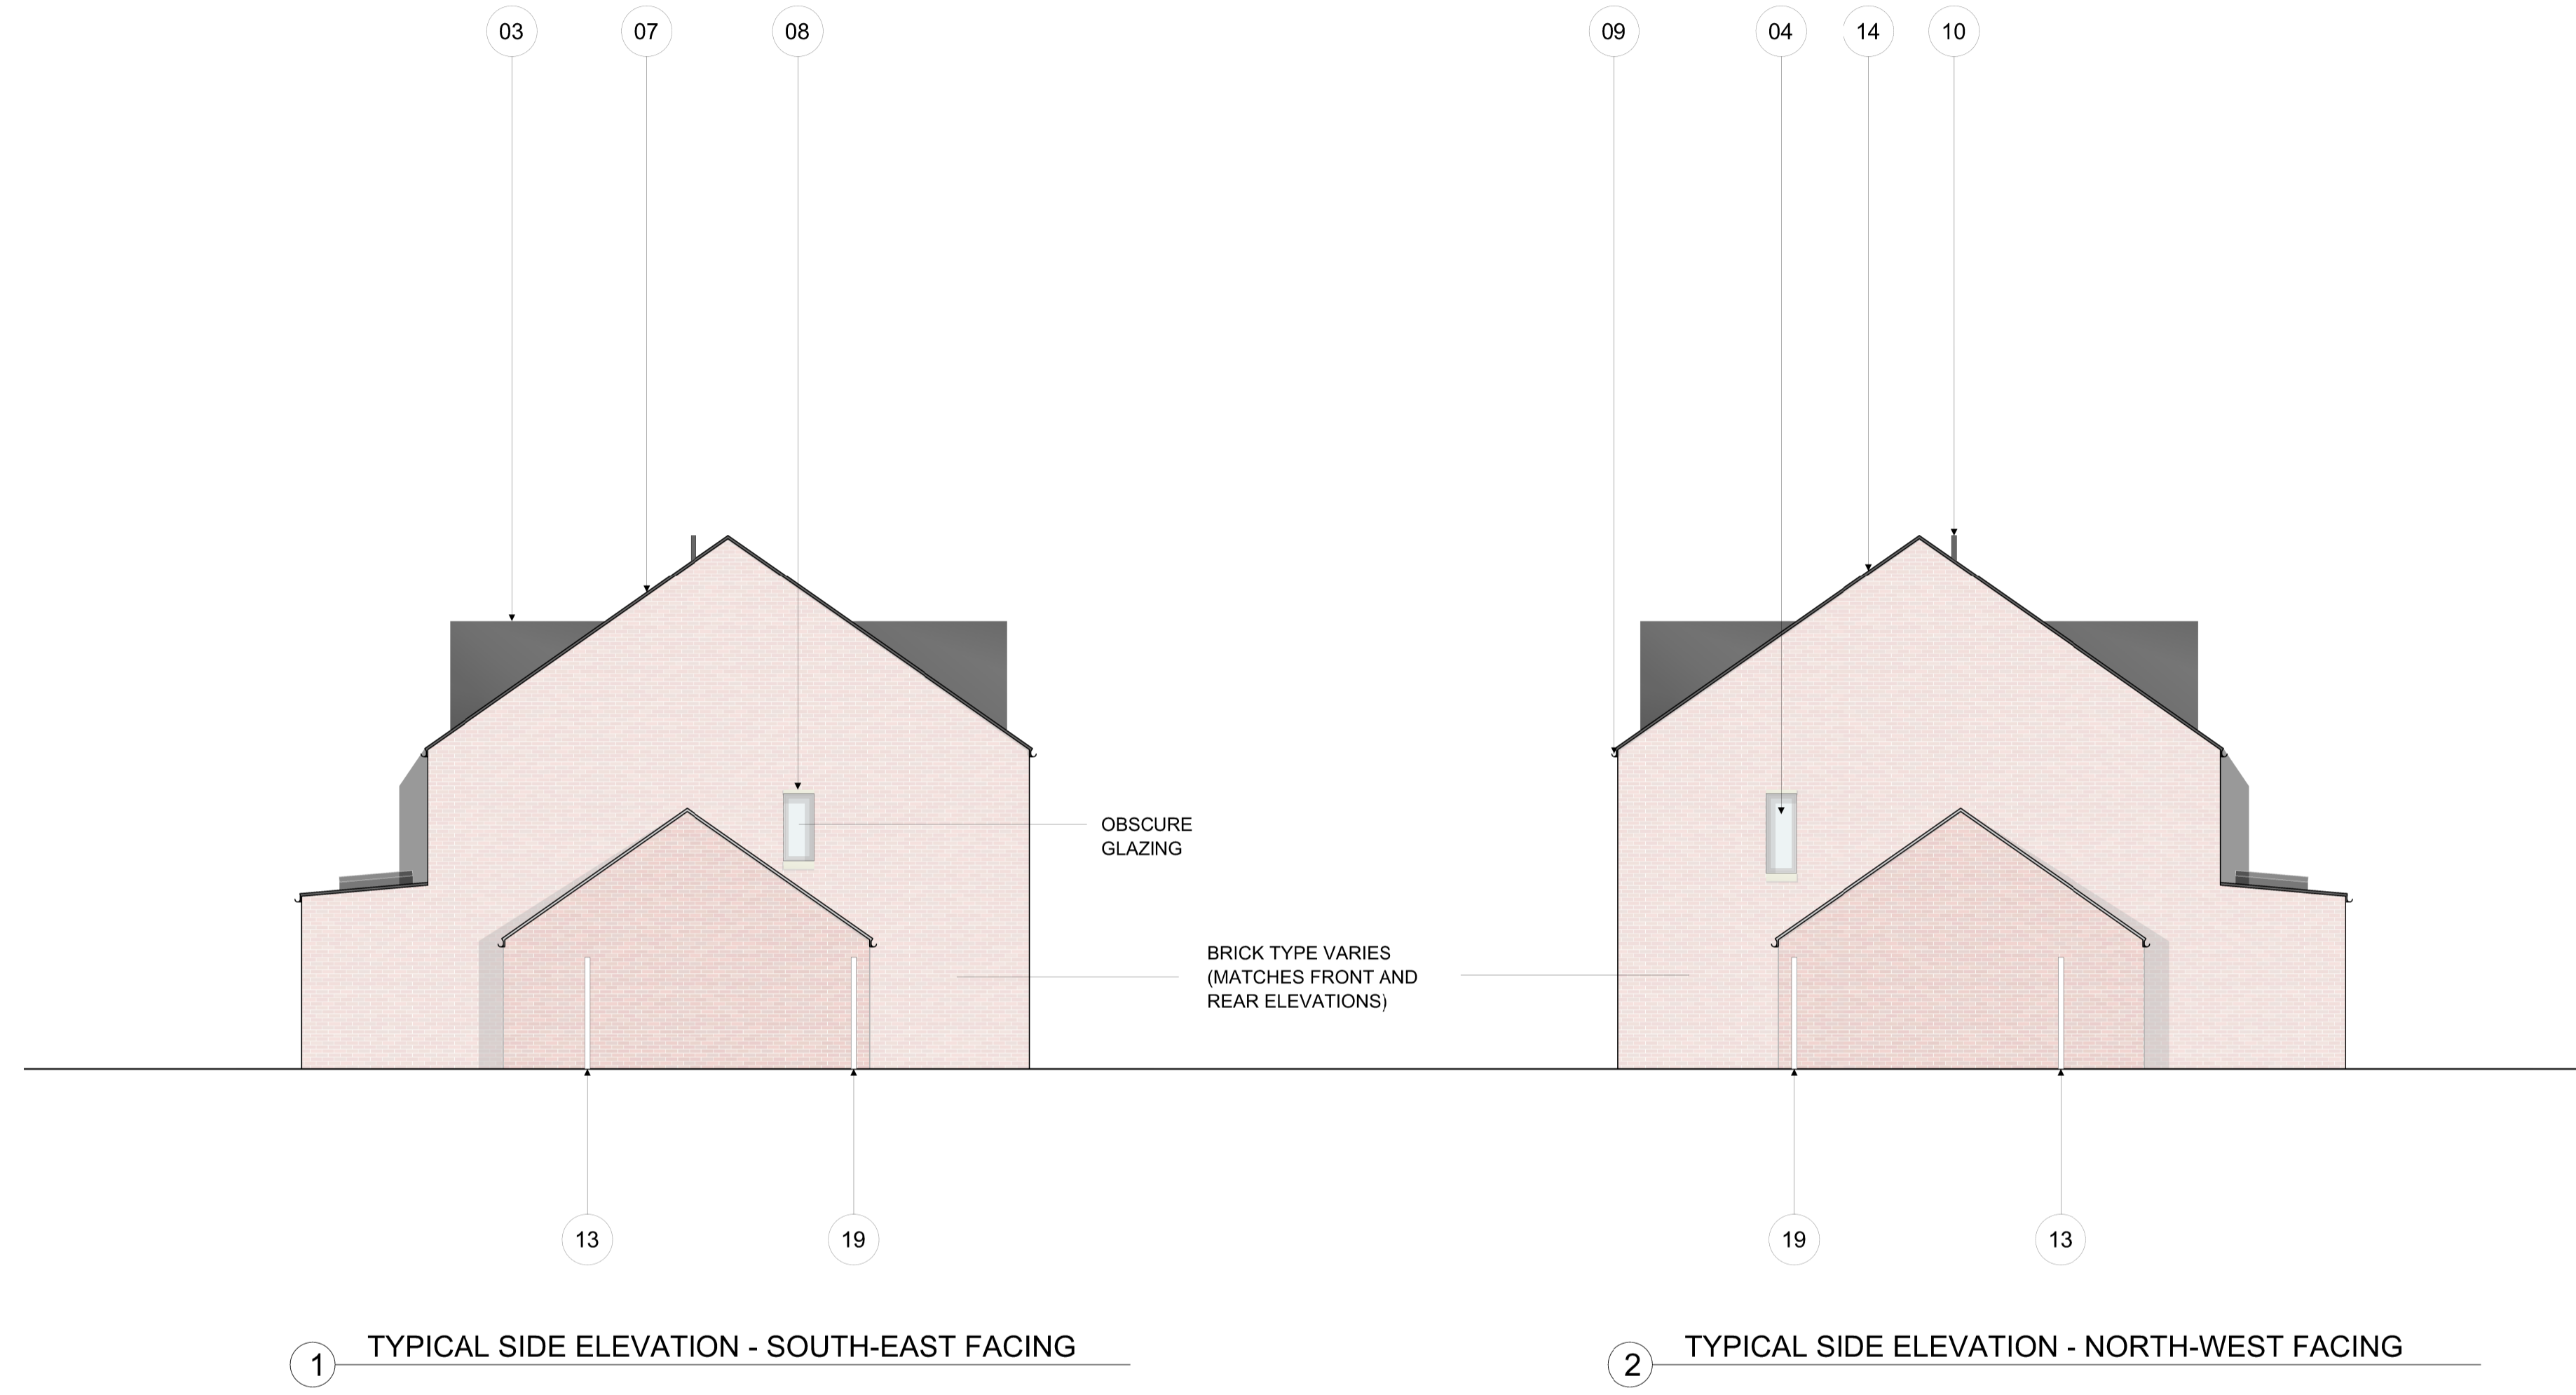 03 07 08 09 04 14 10
OBSCURE
GLAZING
BRICK TYPE VARIES
(MATCHES FRONT AND
REAR ELEVATIONS)
13 19 19 13
1 TYPICAL SIDE ELEVATION - SOUTH-EAST FACING
2 TYPICAL SIDE ELEVATION - NORTH-WEST FACING